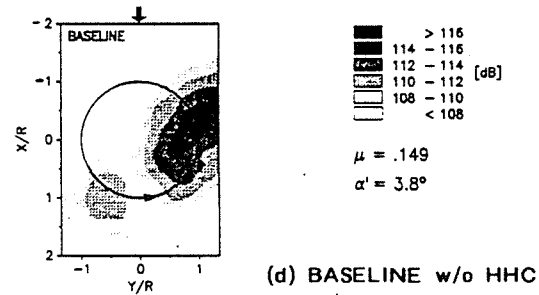 BASELINE
-2
-1
0
1
2
X/R
-1 0 1
Y/R
> 116
114 - 116
112 - 114
110 - 112
108 - 110
< 108
[dB]
μ = .149
α' = 3.8°
(d) BASELINE w/o HHC